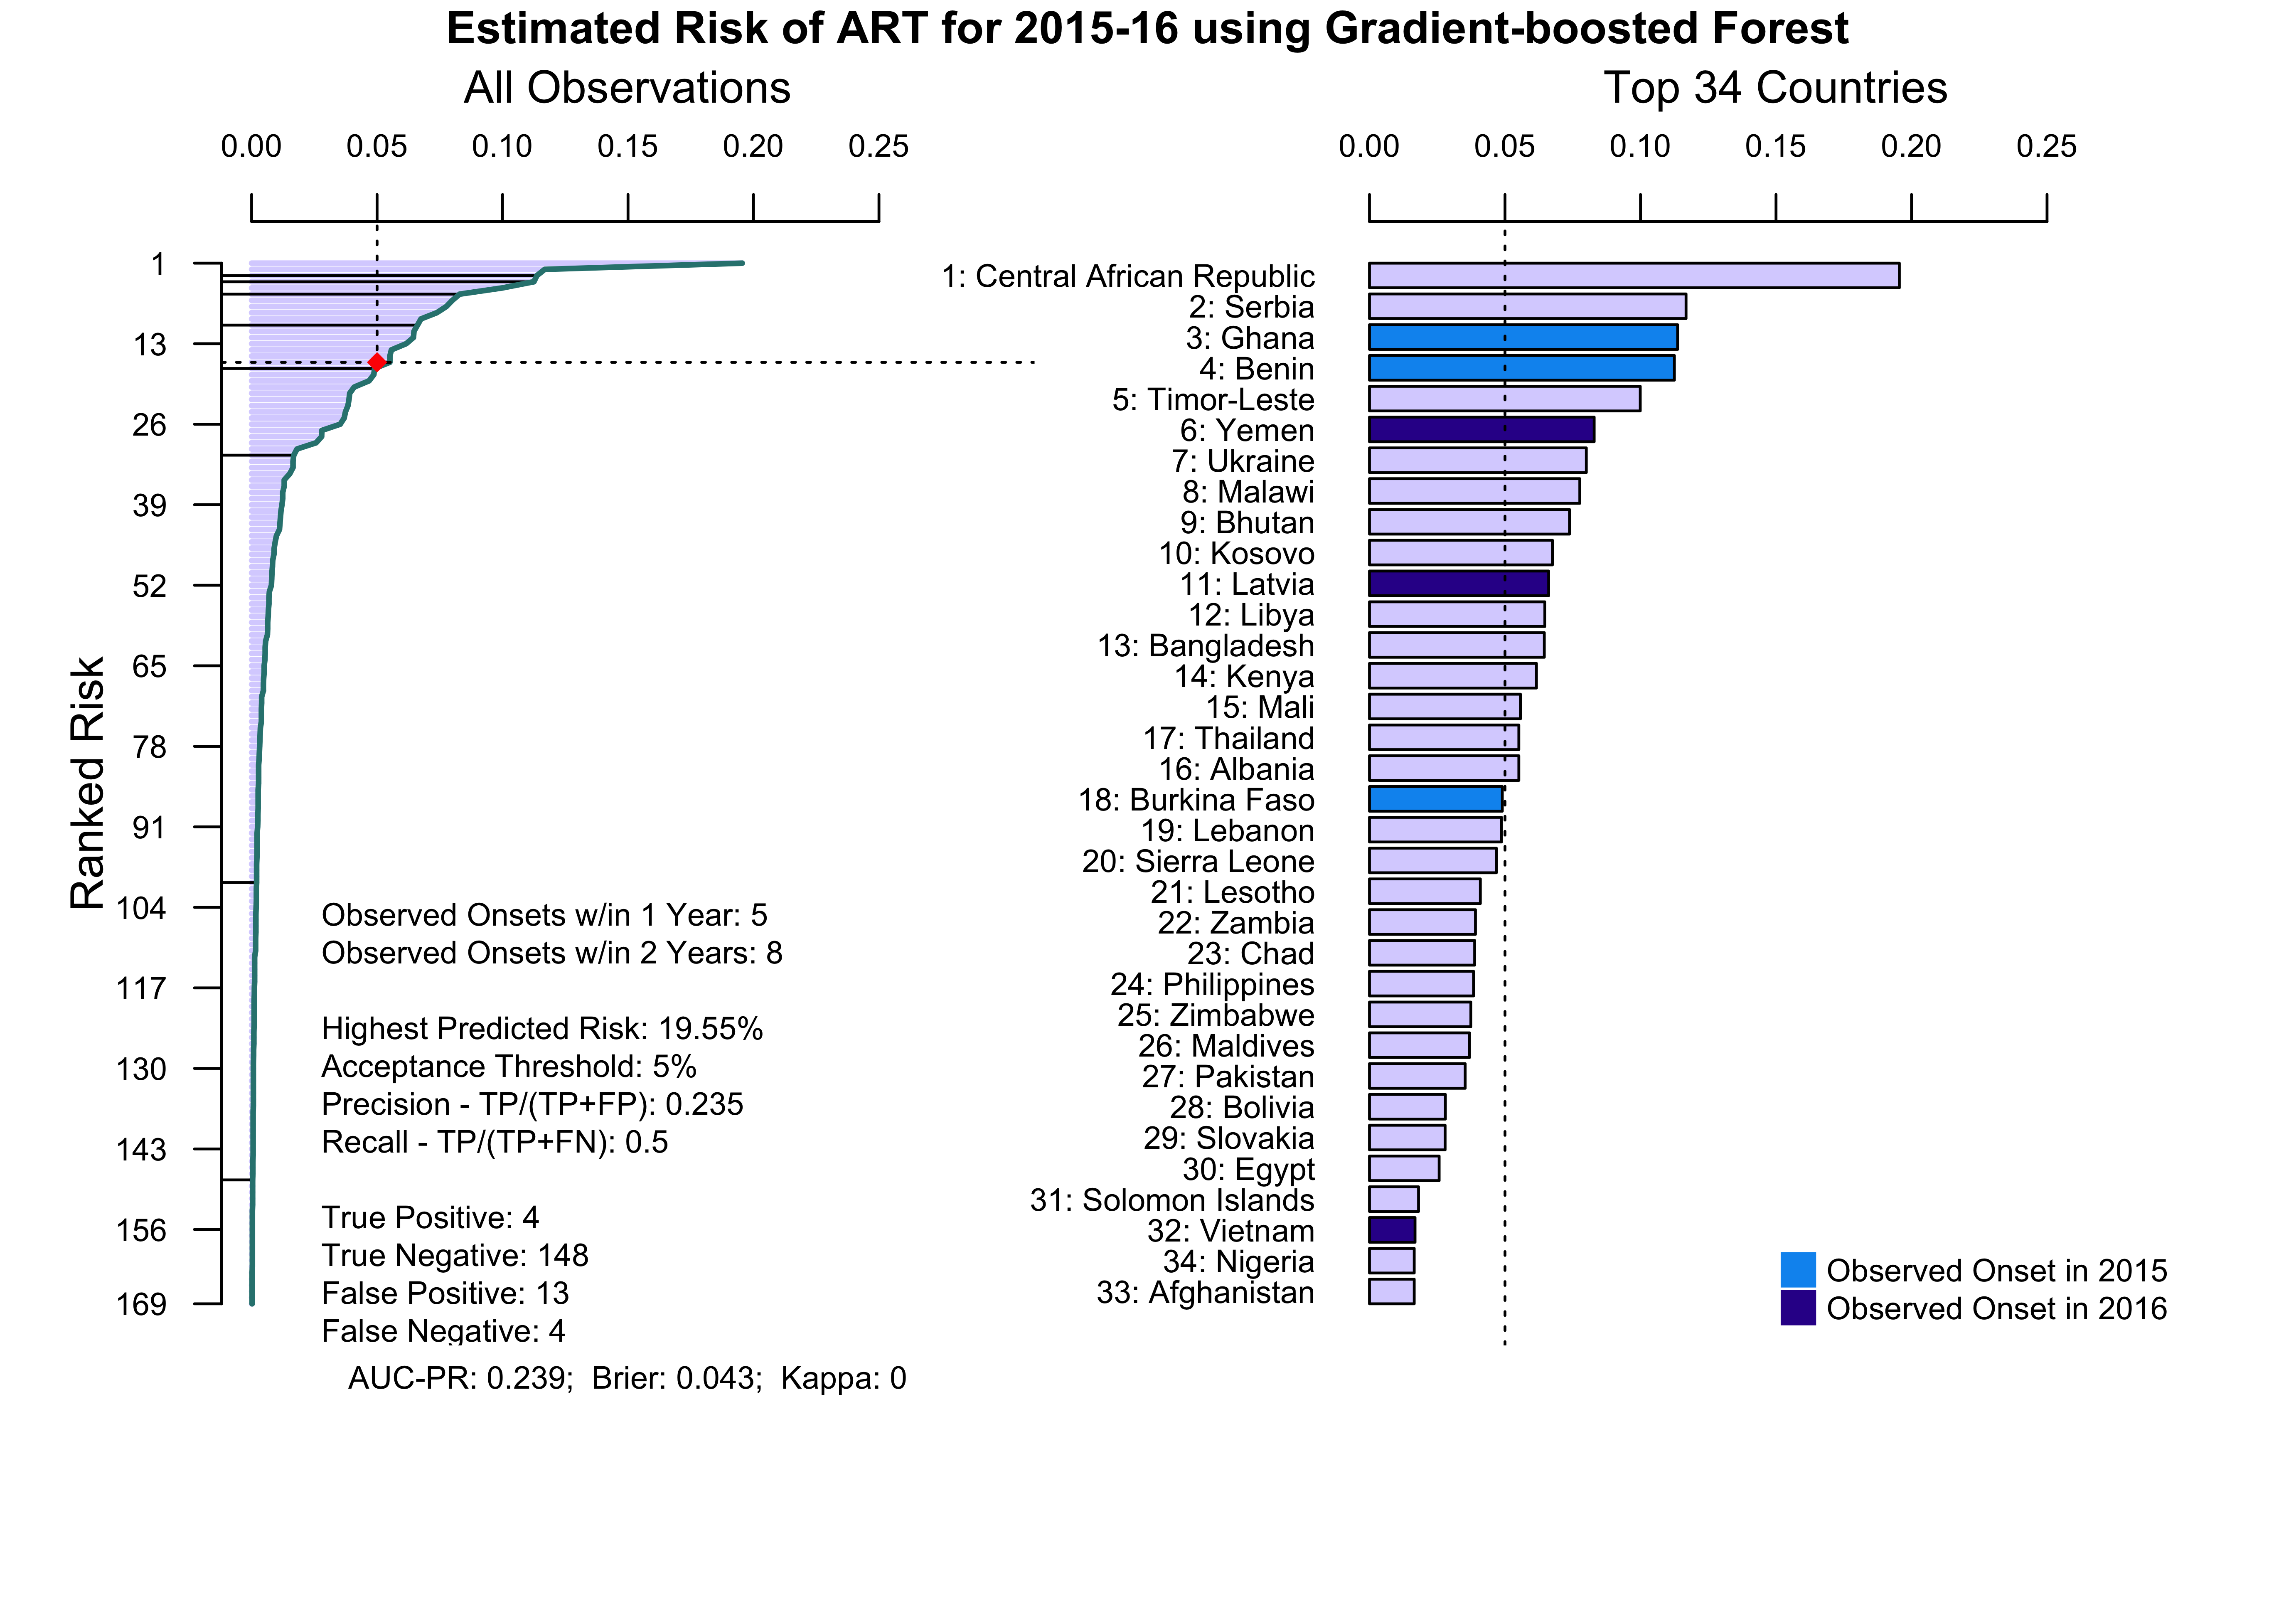 Estimated Risk of ART for 2015-16 using Gradient-boosted Forest
All Observations
0.00 0.05 0.10 0.15 0.20 0.25
Ranked Risk
1
13
26
39
52
65
78
91
104
117
130
143
156
169
Observed Onsets w/in 1 Year: 5
Observed Onsets w/in 2 Years: 8
Highest Predicted Risk: 19.55%
Acceptance Threshold: 5%
Precision - TP/(TP+FP): 0.235
Recall - TP/(TP+FN): 0.5
True Positive: 4
True Negative: 148
False Positive: 13
False Negative: 4
AUC-PR: 0.239; Brier: 0.043; Kappa: 0
Top 34 Countries
0.00 0.05 0.10 0.15 0.20 0.25
1: Central African Republic
2: Serbia
3: Ghana
4: Benin
5: Timor-Leste
6: Yemen
7: Ukraine
8: Malawi
9: Bhutan
10: Kosovo
11: Latvia
12: Libya
13: Bangladesh
14: Kenya
15: Mali
17: Thailand
16: Albania
18: Burkina Faso
19: Lebanon
20: Sierra Leone
21: Lesotho
22: Zambia
23: Chad
24: Philippines
25: Zimbabwe
26: Maldives
27: Pakistan
28: Bolivia
29: Slovakia
30: Egypt
31: Solomon Islands
32: Vietnam
34: Nigeria
33: Afghanistan
Observed Onset in 2015
Observed Onset in 2016